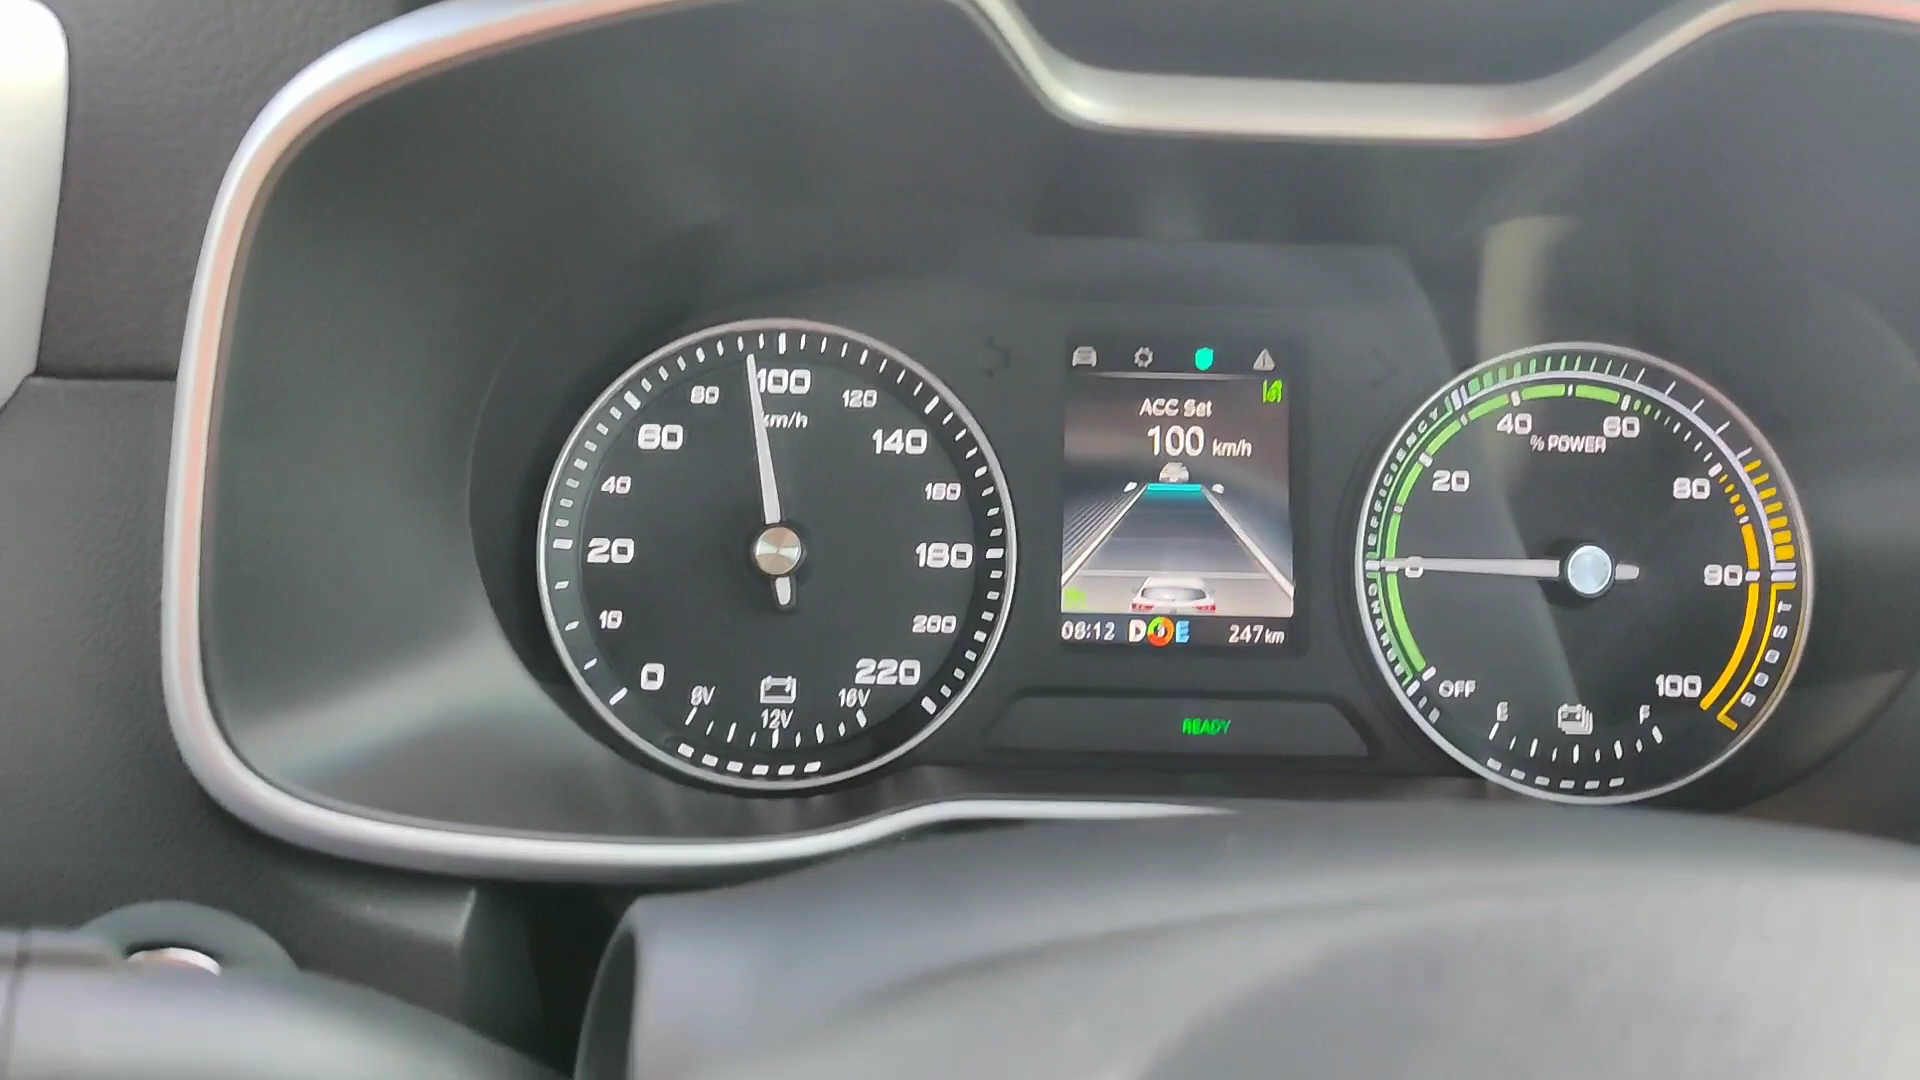 0
10
20
40
60
80
100
120
140
160
180
200
220
km/h
8V
12V
16V
ACC Set
100 km/h
08:12 D E 247km
READY
OFF
0
20
40
60
80
90
100
% POWER
CHARGE
EFFICIENCY
BOOST
E
F